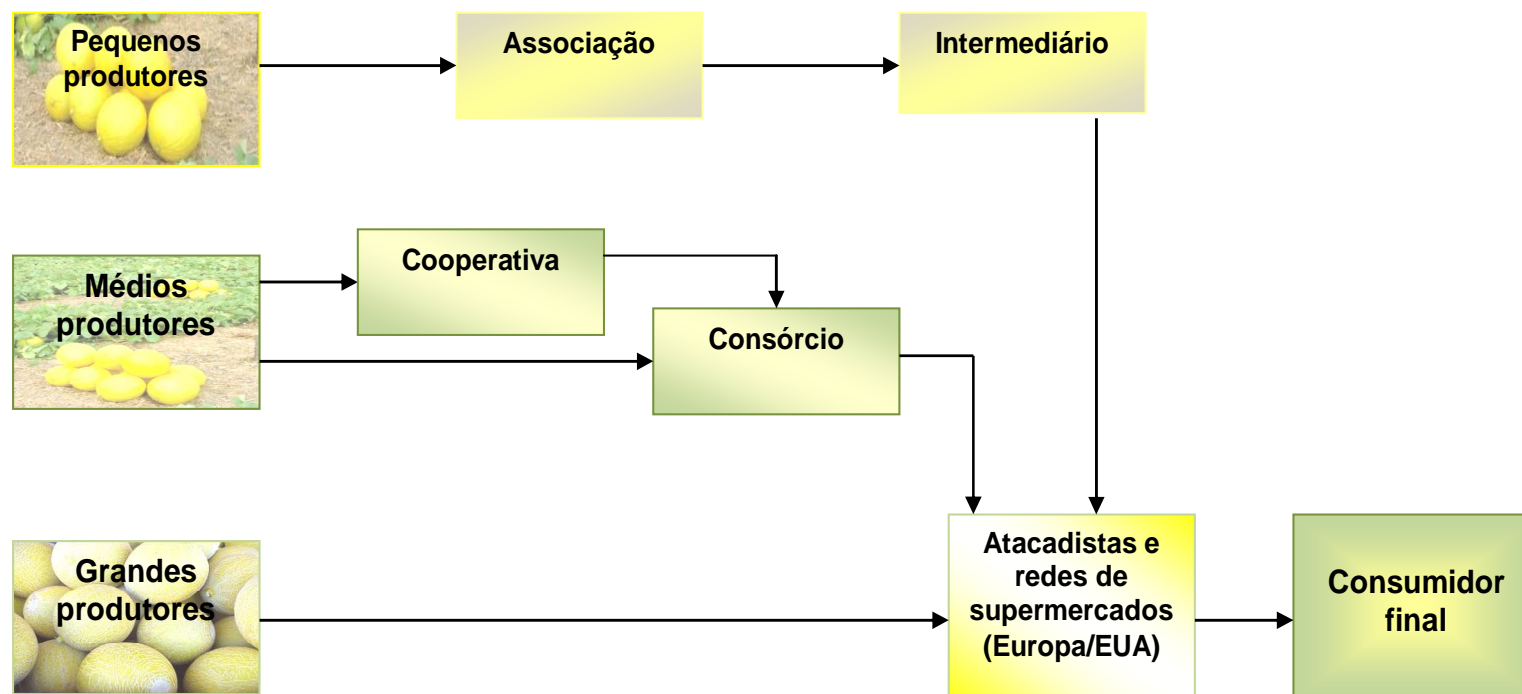 Pequenos
produtores
Associação
Intermediário
Médios
produtores
Cooperativa
Consórcio
Grandes
produtores
Atacadistas e
redes de
supermercados
(Europa/EUA)
Consumidor
final